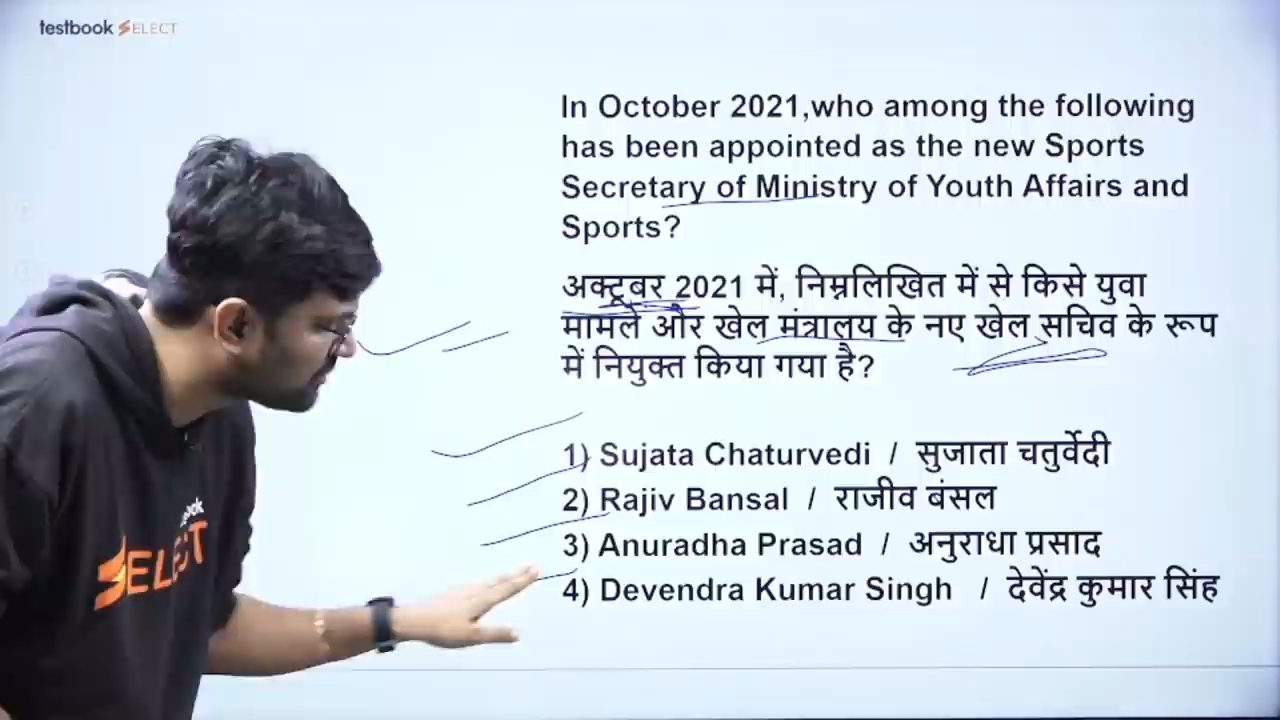 testbook SELECT
In October 2021,who among the following
has been appointed as the new Sports
Secretary of Ministry of Youth Affairs and
Sports?
अक्टूबर 2021 में, निम्नलिखित में से किसे युवा
मामले और खेल मंत्रालय के नए खेल सचिव के रूप
में नियुक्त किया गया है?
1) Sujata Chaturvedi / सुजाता चतुर्वेदी
2) Rajiv Bansal / राजीव बंसल
3) Anuradha Prasad / अनुराधा प्रसाद
4) Devendra Kumar Singh / देवेंद्र कुमार सिंह
SELECT